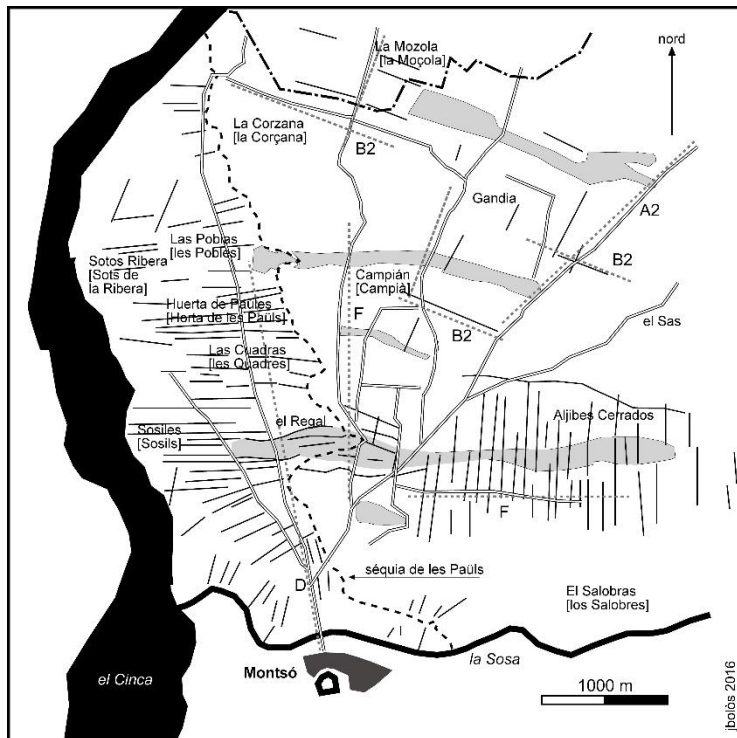 La Mozola
[la Moçola]
nord
La Corzana
[la Corçana]
B2
Gandia
A2
Las Poblas
[les Pobles]
Sotos Ribera
[Sots de
la Ribera]
B2
Campián
[Campià]
Huerta de Paúles
[Horta de les Paüls]
F
B2
el Sas
Las Cuadras
[les Quadres]
el Regal
Aljibes Cerrados
Sosiles
[Sosils]
F
D
séquia de les Paüls
El Salobras
[los Salobres]
Montsó
la Sosa
el Cinca
1000 m
jbolòs 2016